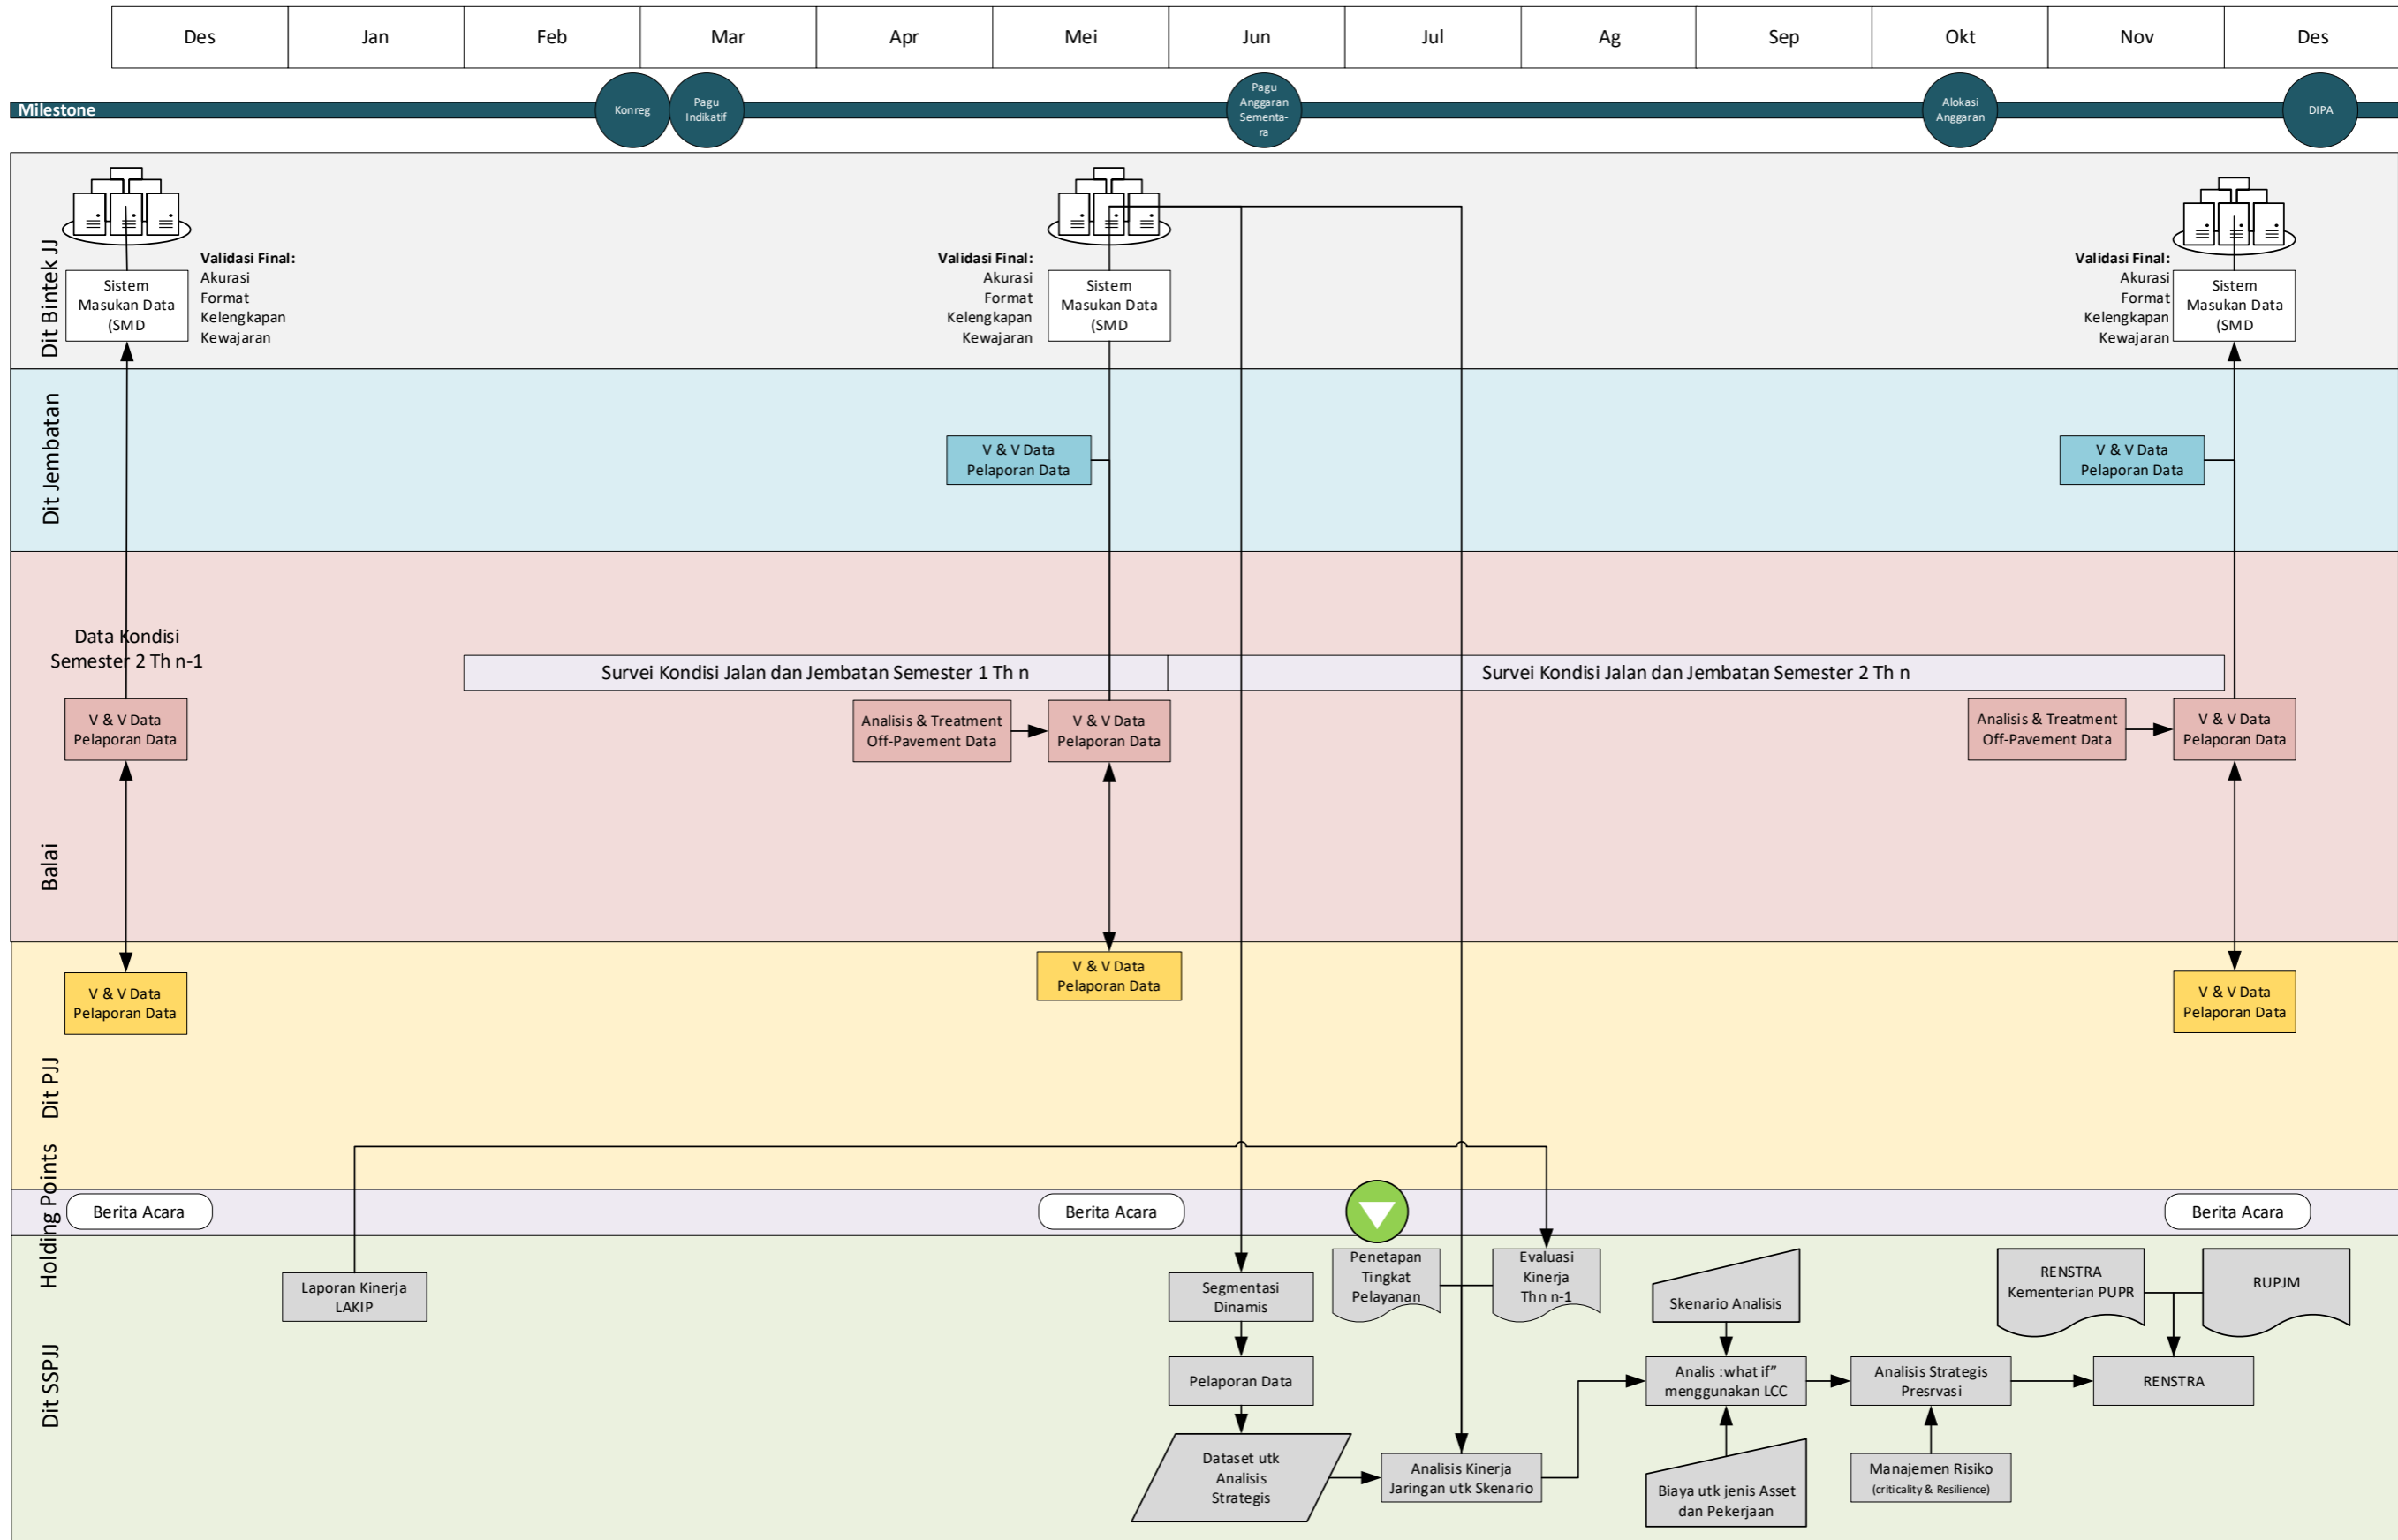 Des
Jan
Feb
Mar
Apr
Mei
Jun
Jul
Ag
Sep
Okt
Nov
Des
Milestone
Konreg
Pagu
Indikatif
Pagu
Anggaran
Sementa-
ra
Alokasi
Anggaran
DIPA
Dit Bintek JJ
Sistem
Masukan Data
(SMD
Validasi Final:
Akurasi
Format
Kelengkapan
Kewajaran
Validasi Final:
Akurasi
Format
Kelengkapan
Kewajaran
Sistem
Masukan Data
(SMD
Validasi Final:
Akurasi
Format
Kelengkapan
Kewajaran
Sistem
Masukan Data
(SMD
Dit Jembatan
V & V Data
Pelaporan Data
V & V Data
Pelaporan Data
Balai
Data Kondisi
Semester 2 Th n-1
Survei Kondisi Jalan dan Jembatan Semester 1 Th n
Survei Kondisi Jalan dan Jembatan Semester 2 Th n
V & V Data
Pelaporan Data
Analisis & Treatment
Off-Pavement Data
V & V Data
Pelaporan Data
Analisis & Treatment
Off-Pavement Data
V & V Data
Pelaporan Data
Dit PJJ
V & V Data
Pelaporan Data
V & V Data
Pelaporan Data
V & V Data
Pelaporan Data
Holding Points
Berita Acara
Berita Acara
Berita Acara
Dit SSPJJ
Laporan Kinerja
LAKIP
Segmentasi
Dinamis
Penetapan
Tingkat
Pelayanan
Evaluasi
Kinerja
Thn n-1
Skenario Analisis
RENSTRA
Kementerian PUPR
RUPJM
Pelaporan Data
Analis :what if”
menggunakan LCC
Analisis Strategis
Presrvasi
RENSTRA
Dataset utk
Analisis
Strategis
Analisis Kinerja
Jaringan utk Skenario
Biaya utk jenis Asset
dan Pekerjaan
Manajemen Risiko
(criticality & Resilience)